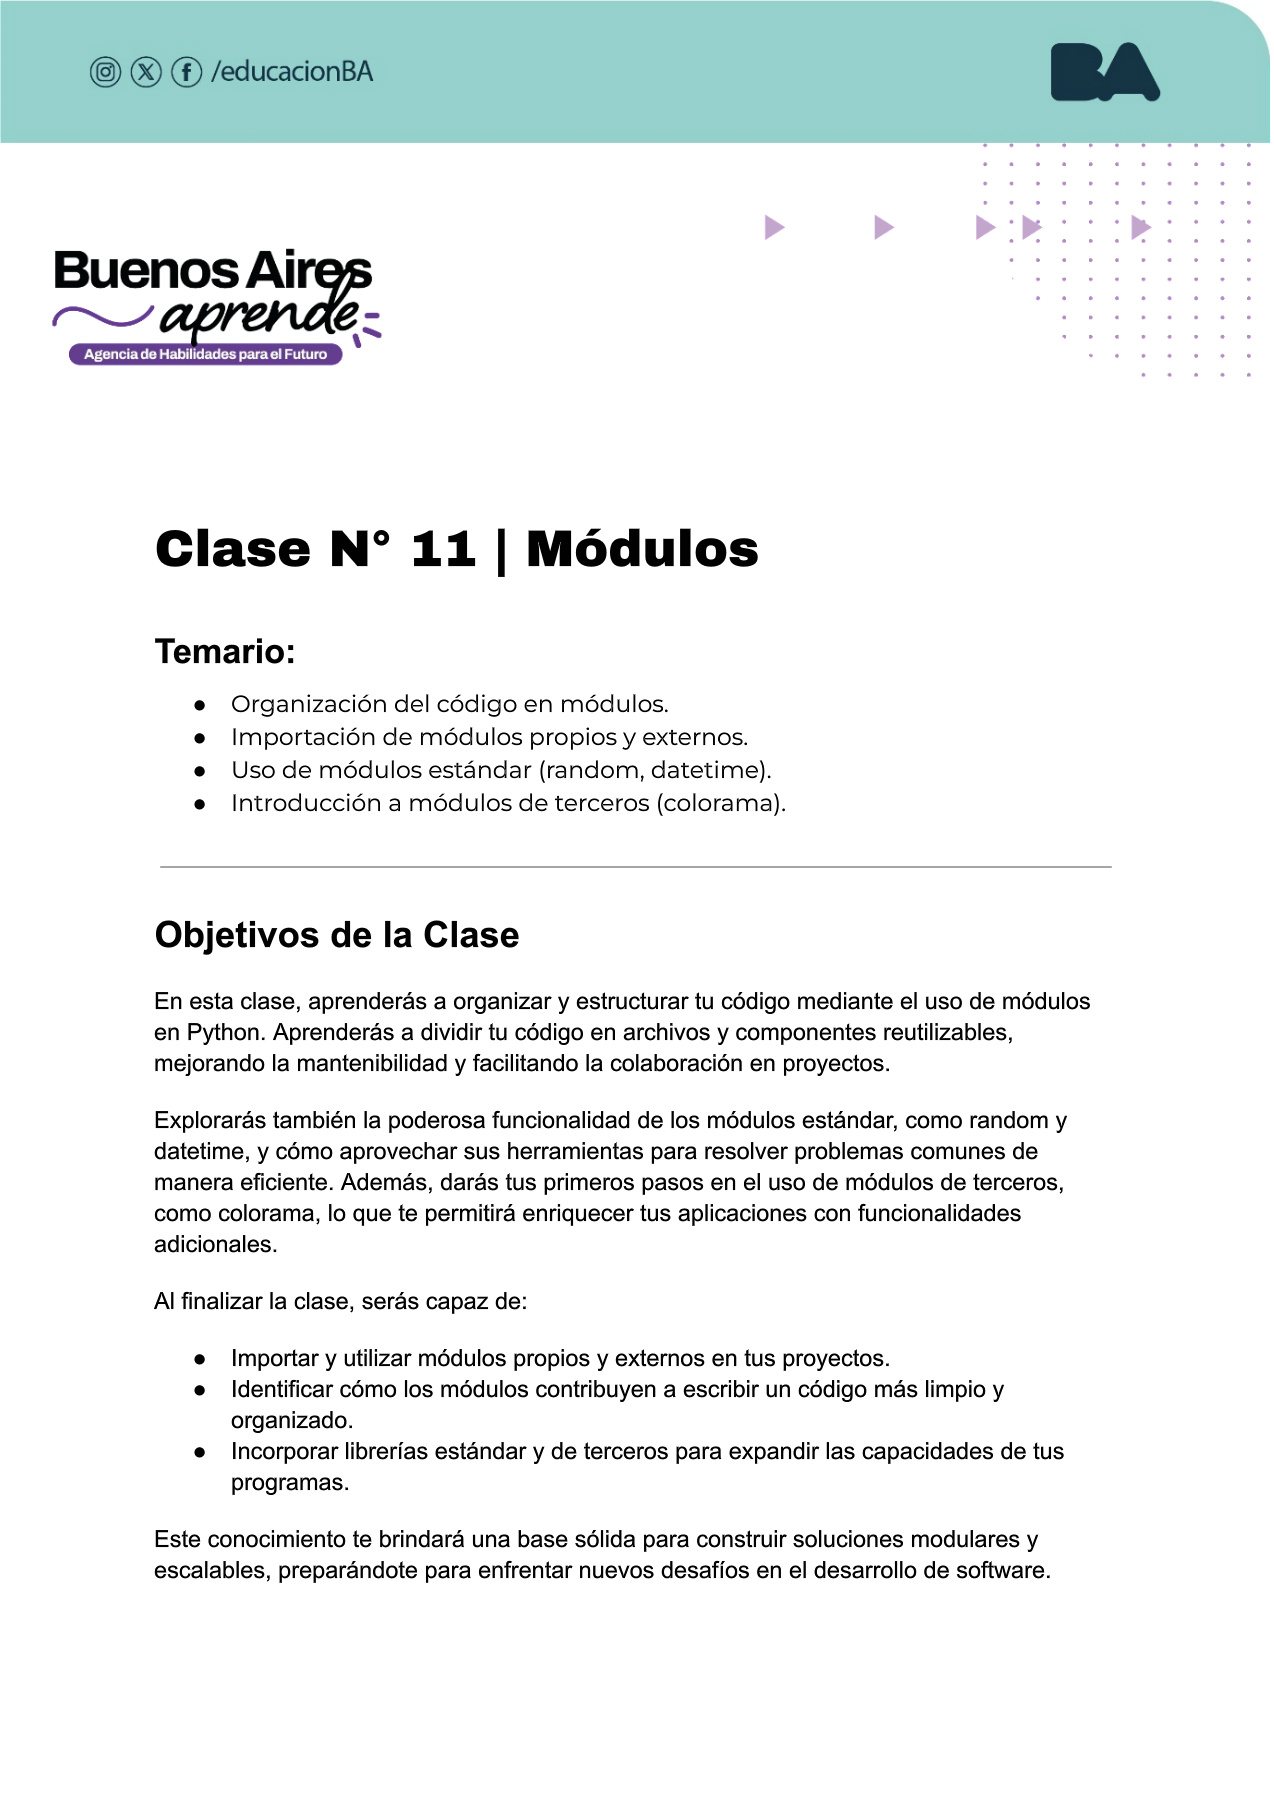 /educacionBA
BA
Buenos Aires
aprende
Agencia de Habilidades para el Futuro
Clase N° 11 | Módulos
Temario:
● Organización del código en módulos.
● Importación de módulos propios y externos.
● Uso de módulos estándar (random, datetime).
● Introducción a módulos de terceros (colorama).
Objetivos de la Clase
En esta clase, aprenderás a organizar y estructurar tu código mediante el uso de módulos
en Python. Aprenderás a dividir tu código en archivos y componentes reutilizables,
mejorando la mantenibilidad y facilitando la colaboración en proyectos.
Explorarás también la poderosa funcionalidad de los módulos estándar, como random y
datetime, y cómo aprovechar sus herramientas para resolver problemas comunes de
manera eficiente. Además, darás tus primeros pasos en el uso de módulos de terceros,
como colorama, lo que te permitirá enriquecer tus aplicaciones con funcionalidades
adicionales.
Al finalizar la clase, serás capaz de:
● Importar y utilizar módulos propios y externos en tus proyectos.
● Identificar cómo los módulos contribuyen a escribir un código más limpio y
organizado.
● Incorporar librerías estándar y de terceros para expandir las capacidades de tus
programas.
Este conocimiento te brindará una base sólida para construir soluciones modulares y
escalables, preparándote para enfrentar nuevos desafíos en el desarrollo de software.